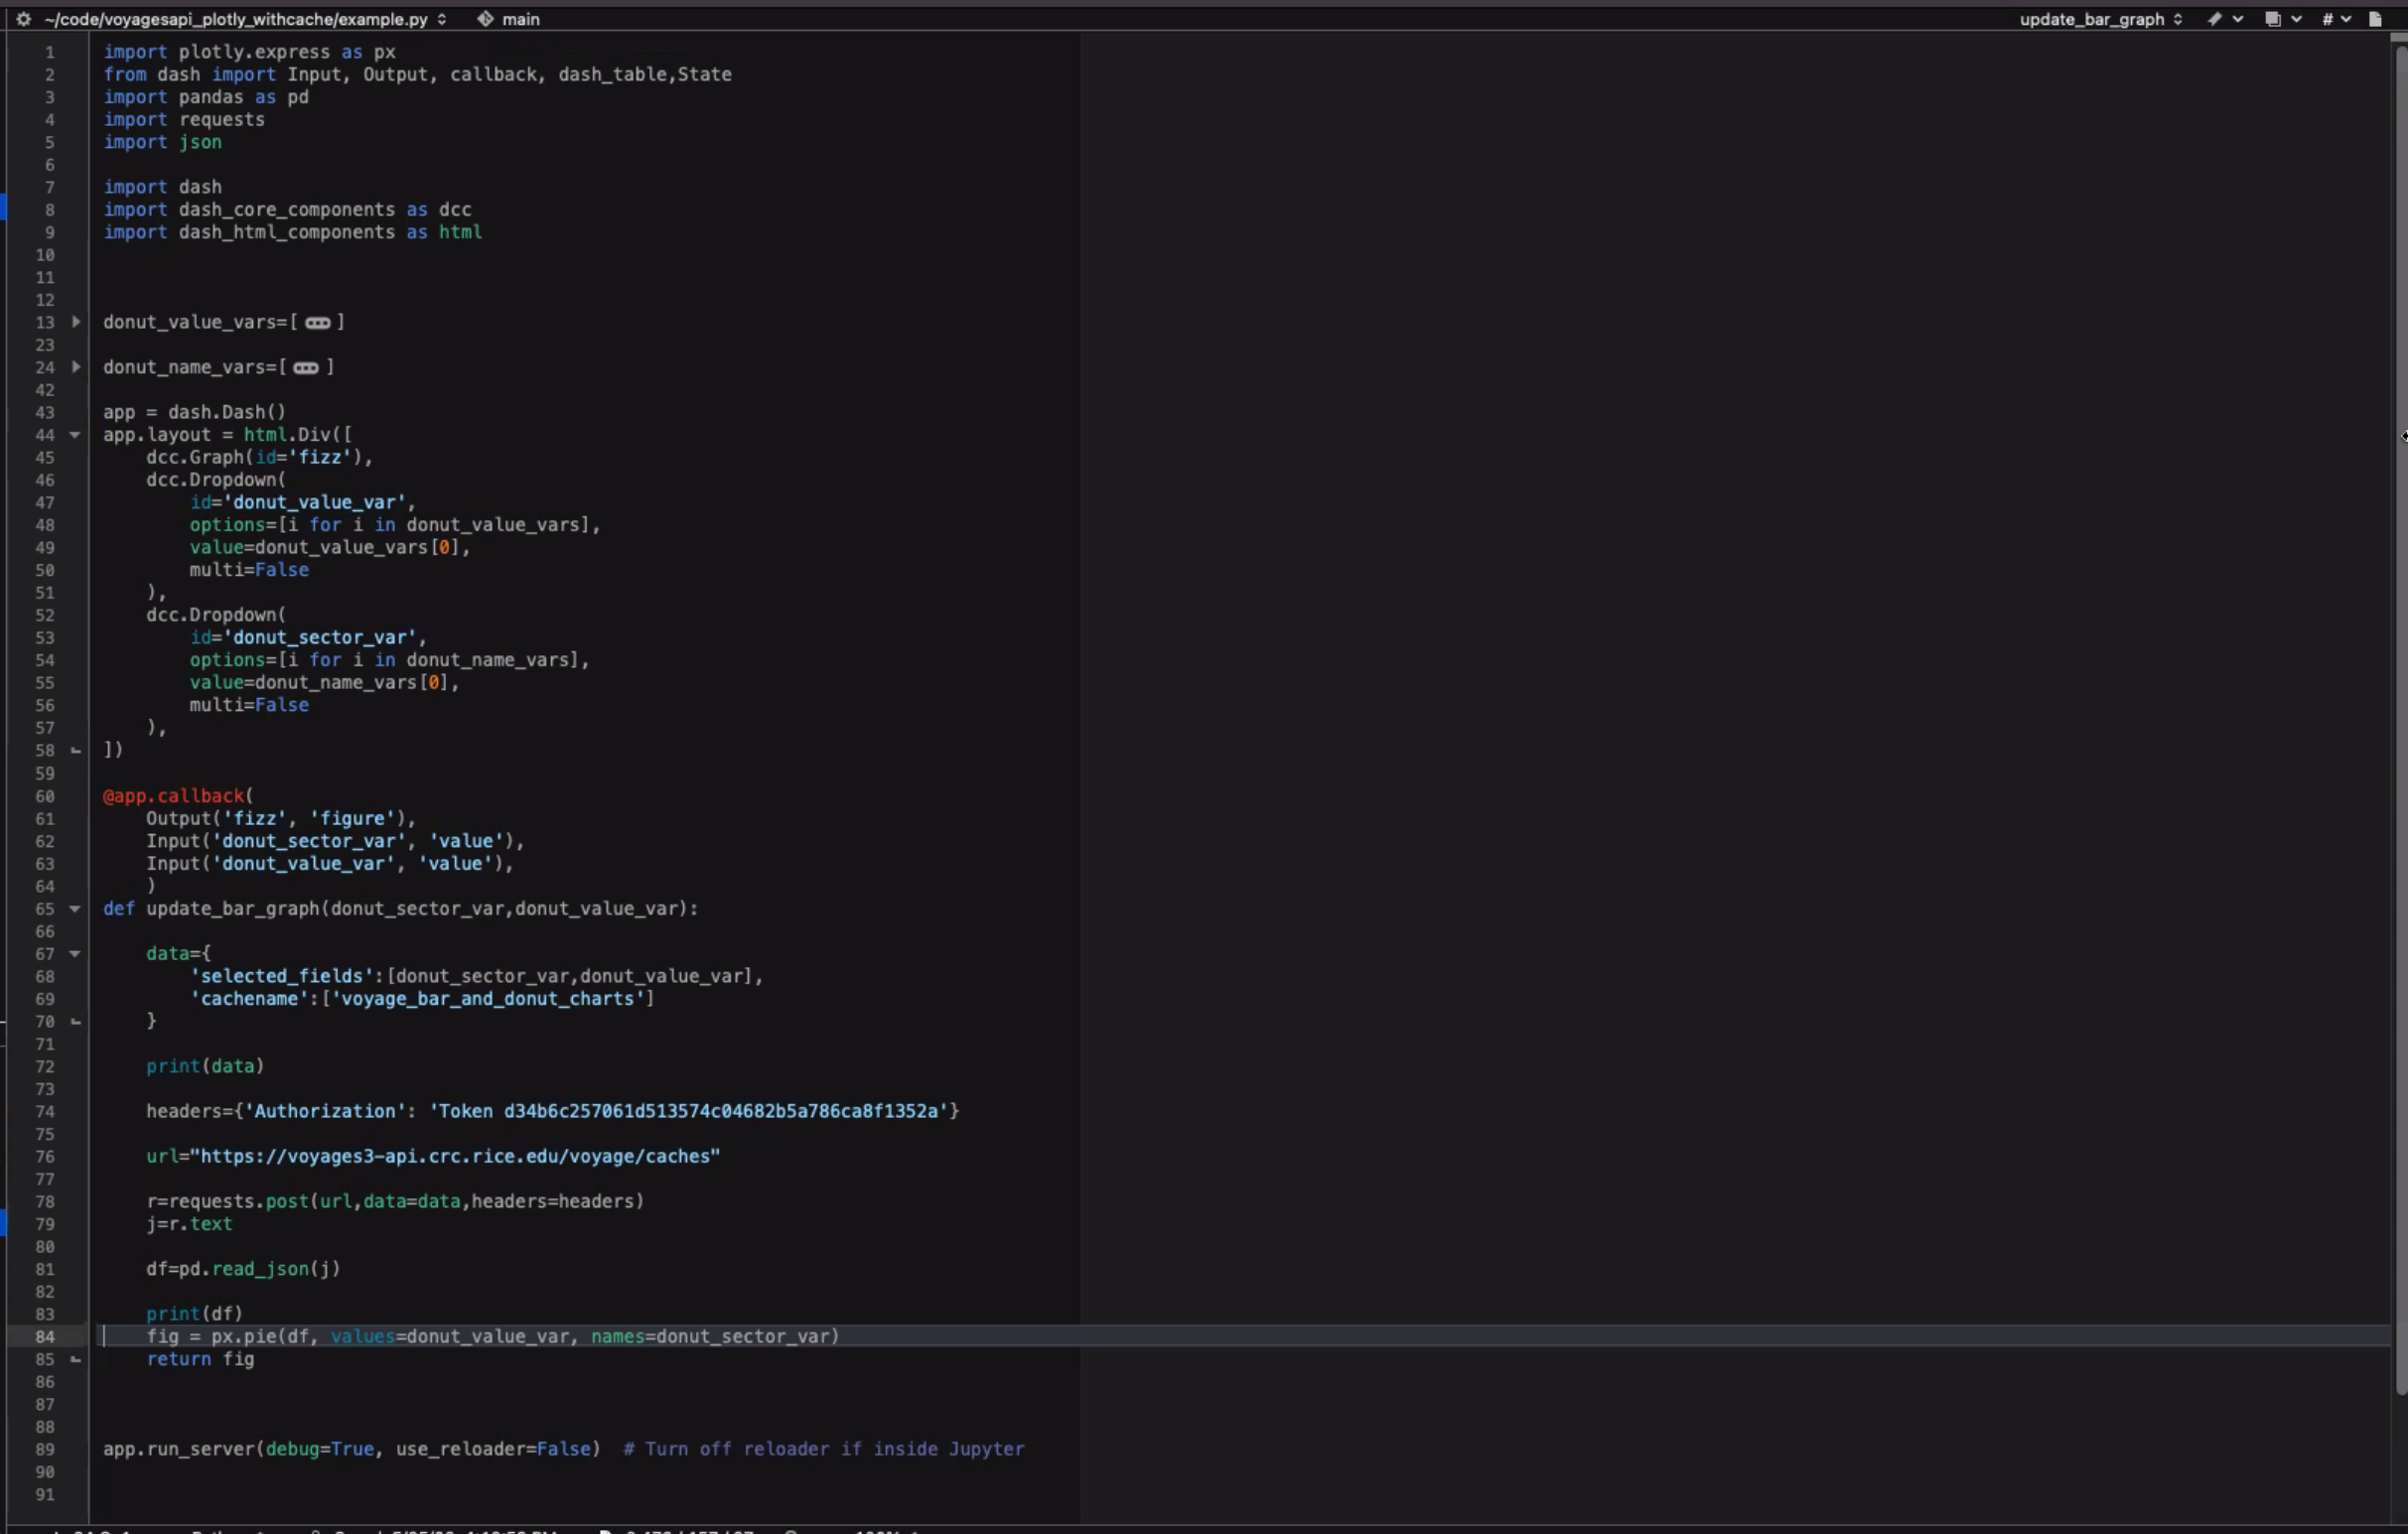 ~/code/voyagesapi_plotly_withcache/example.py main update_bar_graph #
1 import plotly.express as px
2 from dash import Input, Output, callback, dash_table,State
3 import pandas as pd
4 import requests
5 import json
6
7 import dash
8 import dash_core_components as dcc
9 import dash_html_components as html
10
11
12
13 donut_value_vars=[ ••• ]
23
24 donut_name_vars=[ ••• ]
42
43 app = dash.Dash()
44 app.layout = html.Div([
45     dcc.Graph(id='fizz'),
46     dcc.Dropdown(
47         id='donut_value_var',
48         options=[i for i in donut_value_vars],
49         value=donut_value_vars[0],
50         multi=False
51     ),
52     dcc.Dropdown(
53         id='donut_sector_var',
54         options=[i for i in donut_name_vars],
55         value=donut_name_vars[0],
56         multi=False
57     ),
58 ])
59
60 @app.callback(
61     Output('fizz', 'figure'),
62     Input('donut_sector_var', 'value'),
63     Input('donut_value_var', 'value'),
64     )
65 def update_bar_graph(donut_sector_var,donut_value_var):
66
67     data={
68         'selected_fields':[donut_sector_var,donut_value_var],
69         'cachename':['voyage_bar_and_donut_charts']
70     }
71
72     print(data)
73
74     headers={'Authorization': 'Token d34b6c257061d513574c04682b5a786ca8f1352a'}
75
76     url="https://voyages3-api.crc.rice.edu/voyage/caches"
77
78     r=requests.post(url,data=data,headers=headers)
79     j=r.text
80
81     df=pd.read_json(j)
82
83     print(df)
84     fig = px.pie(df, values=donut_value_var, names=donut_sector_var)
85     return fig
86
87
88
89 app.run_server(debug=True, use_reloader=False)  # Turn off reloader if inside Jupyter
90
91